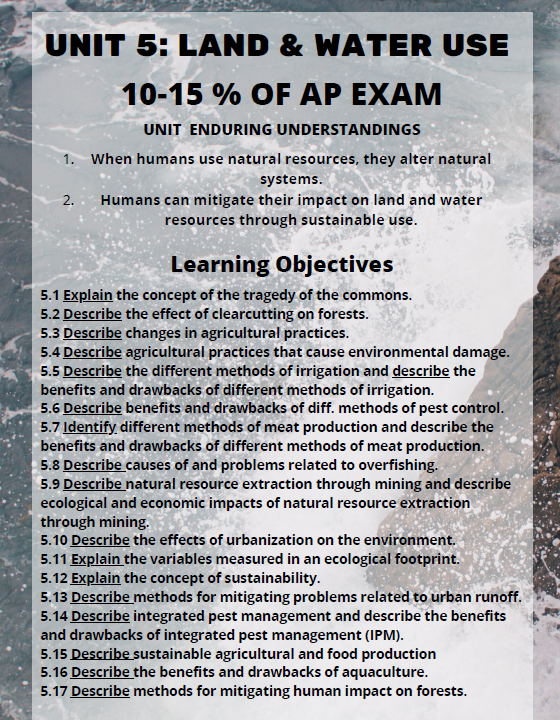 UNIT 5: LAND & WATER USE
10-15 % OF AP EXAM
UNIT ENDURING UNDERSTANDINGS
1. When humans use natural resources, they alter natural
systems.
2. Humans can mitigate their impact on land and water
resources through sustainable use.
Learning Objectives
5.1 Explain the concept of the tragedy of the commons.
5.2 Describe the effect of clearcutting on forests.
5.3 Describe changes in agricultural practices.
5.4 Describe agricultural practices that cause environmental damage.
5.5 Describe the different methods of irrigation and describe the
benefits and drawbacks of different methods of irrigation.
5.6 Describe benefits and drawbacks of diff. methods of pest control.
5.7 Identify different methods of meat production and describe the
benefits and drawbacks of different methods of meat production.
5.8 Describe causes of and problems related to overfishing.
5.9 Describe natural resource extraction through mining and describe
ecological and economic impacts of natural resource extraction
through mining.
5.10 Describe the effects of urbanization on the environment.
5.11 Explain the variables measured in an ecological footprint.
5.12 Explain the concept of sustainability.
5.13 Describe methods for mitigating problems related to urban runoff.
5.14 Describe integrated pest management and describe the benefits
and drawbacks of integrated pest management (IPM).
5.15 Describe sustainable agricultural and food production
5.16 Describe the benefits and drawbacks of aquaculture.
5.17 Describe methods for mitigating human impact on forests.